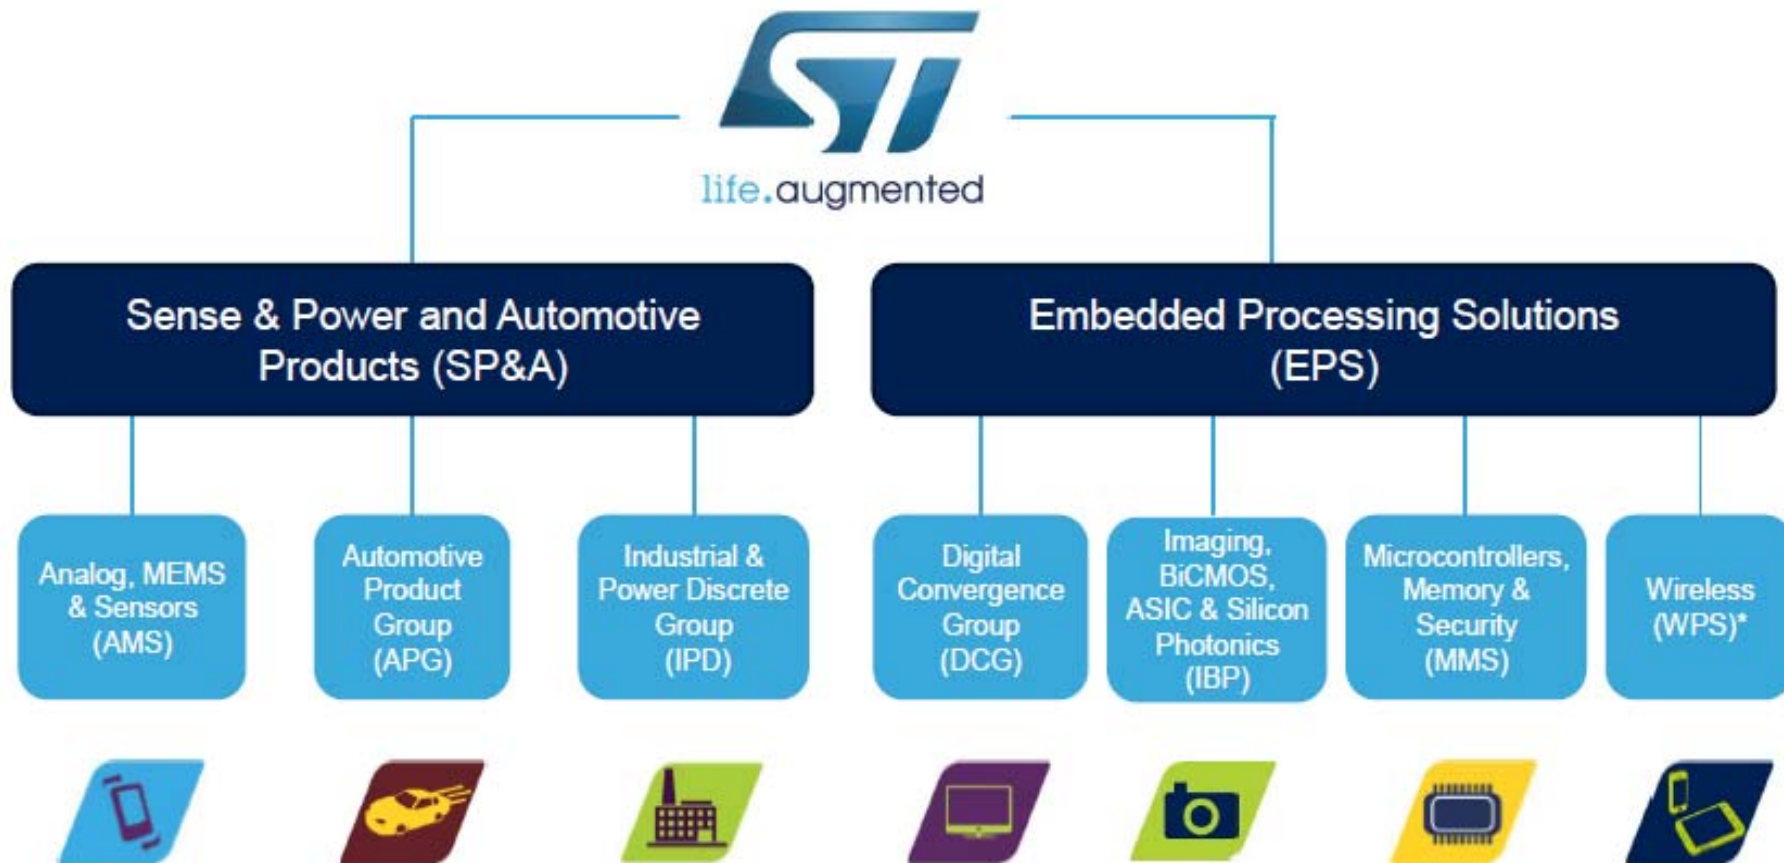 ST
life.augmented
Sense & Power and Automotive
Products (SP&A)
Embedded Processing Solutions
(EPS)
Analog, MEMS
& Sensors
(AMS)
Automotive
Product
Group
(APG)
Industrial &
Power Discrete
Group
(IPD)
Digital
Convergence
Group
(DCG)
Imaging,
BiCMOS,
ASIC & Silicon
Photonics
(IBP)
Microcontrollers,
Memory &
Security
(MMS)
Wireless
(WPS)*